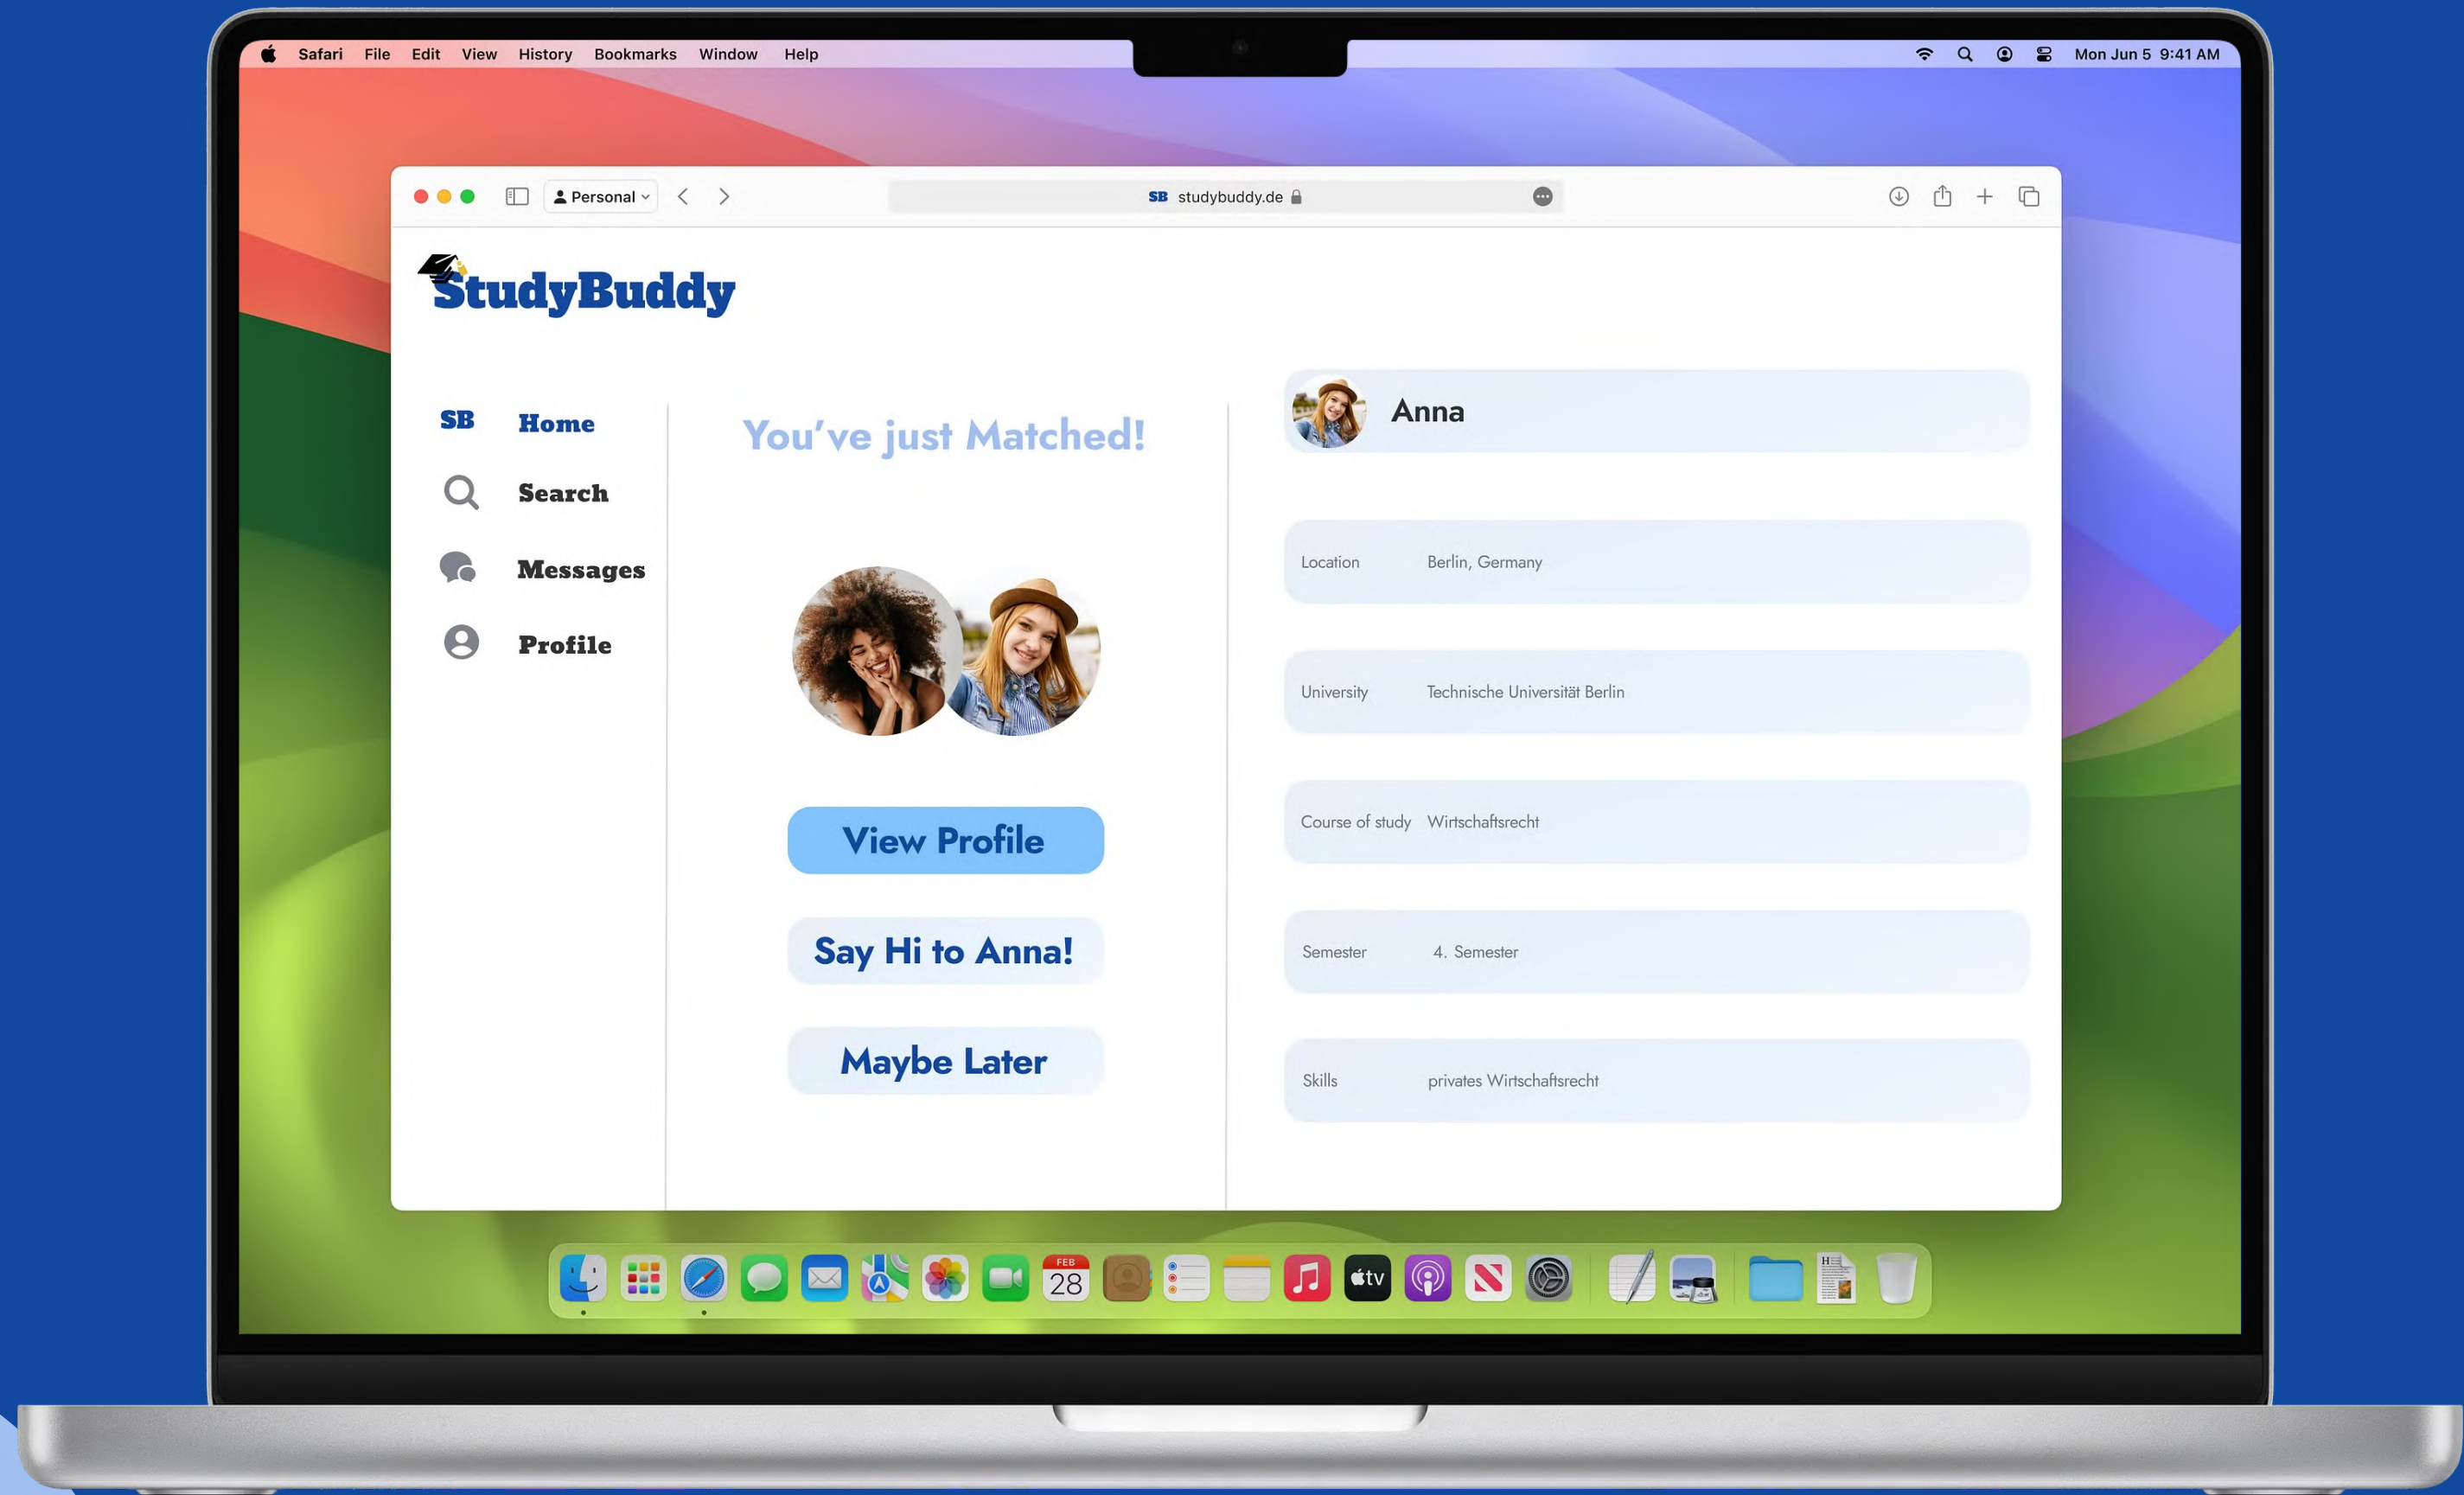 Safari File Edit View History Bookmarks Window Help
Mon Jun 5 9:41 AM
Personal
SB studybuddy.de
StudyBuddy
SB Home
Search
Messages
Profile
You've just Matched!
View Profile
Say Hi to Anna!
Maybe Later
Anna
Location Berlin, Germany
University Technische Universität Berlin
Course of study Wirtschaftsrecht
Semester 4. Semester
Skills privates Wirtschaftsrecht
FEB
28
tv